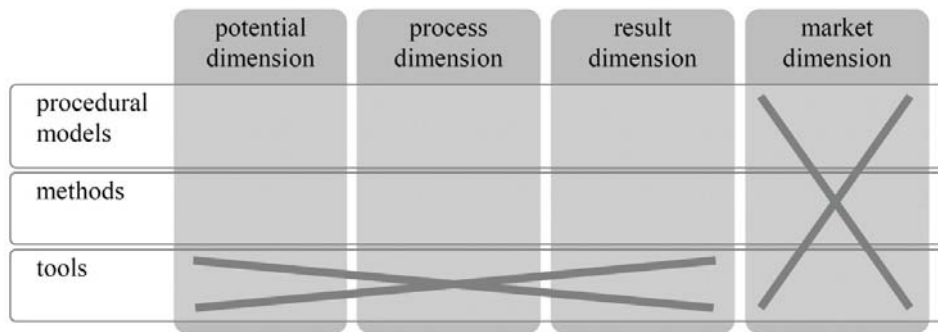 potential
dimension
process
dimension
result
dimension
market
dimension
procedural
models
methods
tools